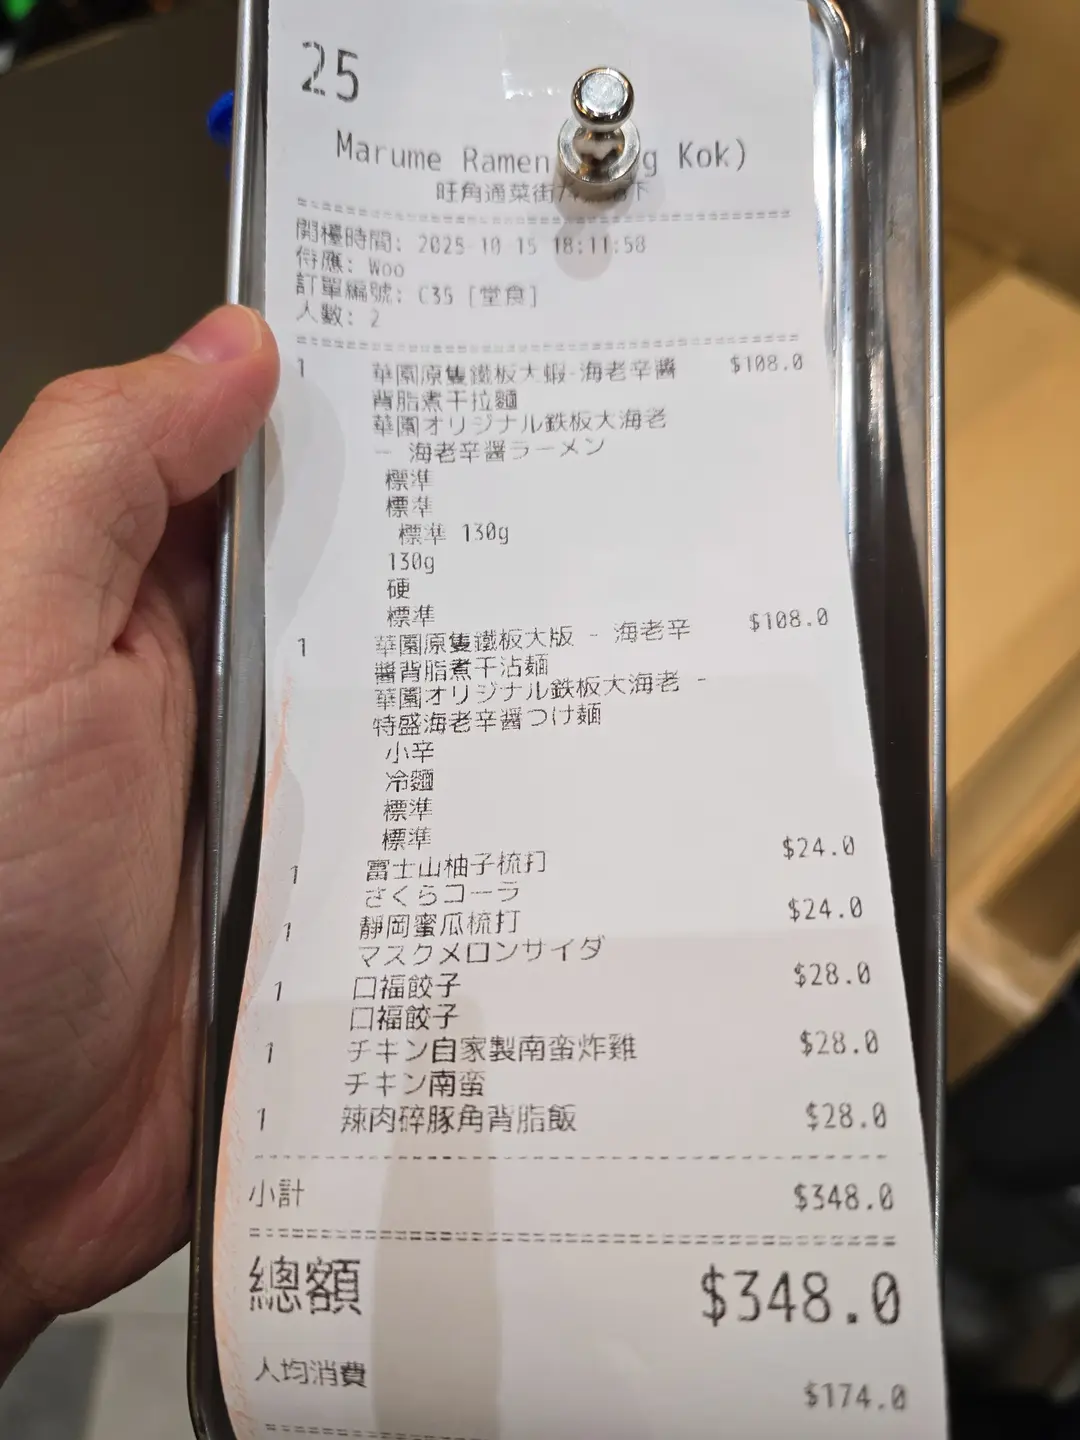 25
Marume Ramen g Kok)
旺角通菜街
開檯時間: 2025-10-15 18:11:58
侍應: Woo
訂單編號: C35 [堂食]
人數: 2
1 華園原隻鐵板大蝦-海老辛醬 $108.0
背脂煮干拉麵
華園オリジナル鉄板大海老
- 海老辛醬ラーメン
標準
標準
標準 130g
130g
硬
標準
1 華園原隻鐵板大版 - 海老辛 $108.0
醬背脂煮干沾麵
華園オリジナル鉄板大海老 -
特盛海老辛醬つけ麵
小辛
冷麵
標準
標準
1 富士山柚子梳打 $24.0
さくらコーラ
1 靜岡蜜瓜梳打 $24.0
マスクメロンサイダ
1 口福餃子 $28.0
口福餃子
1 チキン自家製南蛮炸雞 $28.0
チキン南蛮
1 辣肉碎豚角背脂飯 $28.0
小計 $348.0
總額 $348.0
人均消費 $174.0